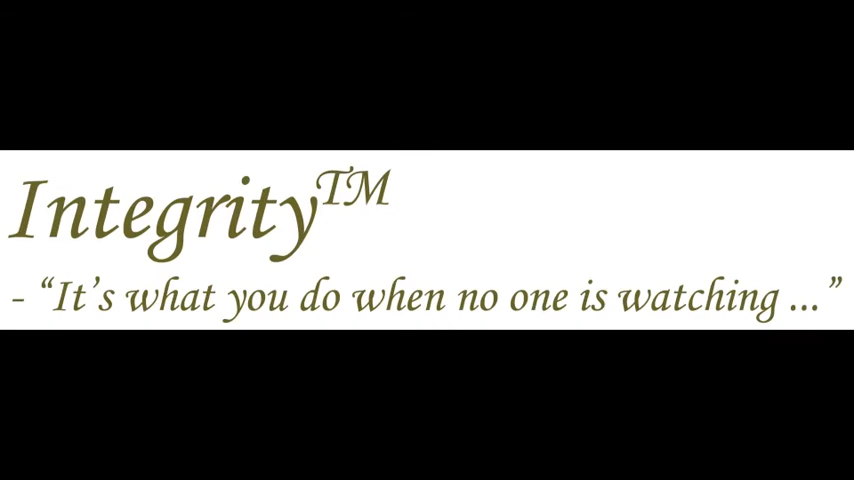 Integrity™
- “It’s what you do when no one is watching ...”